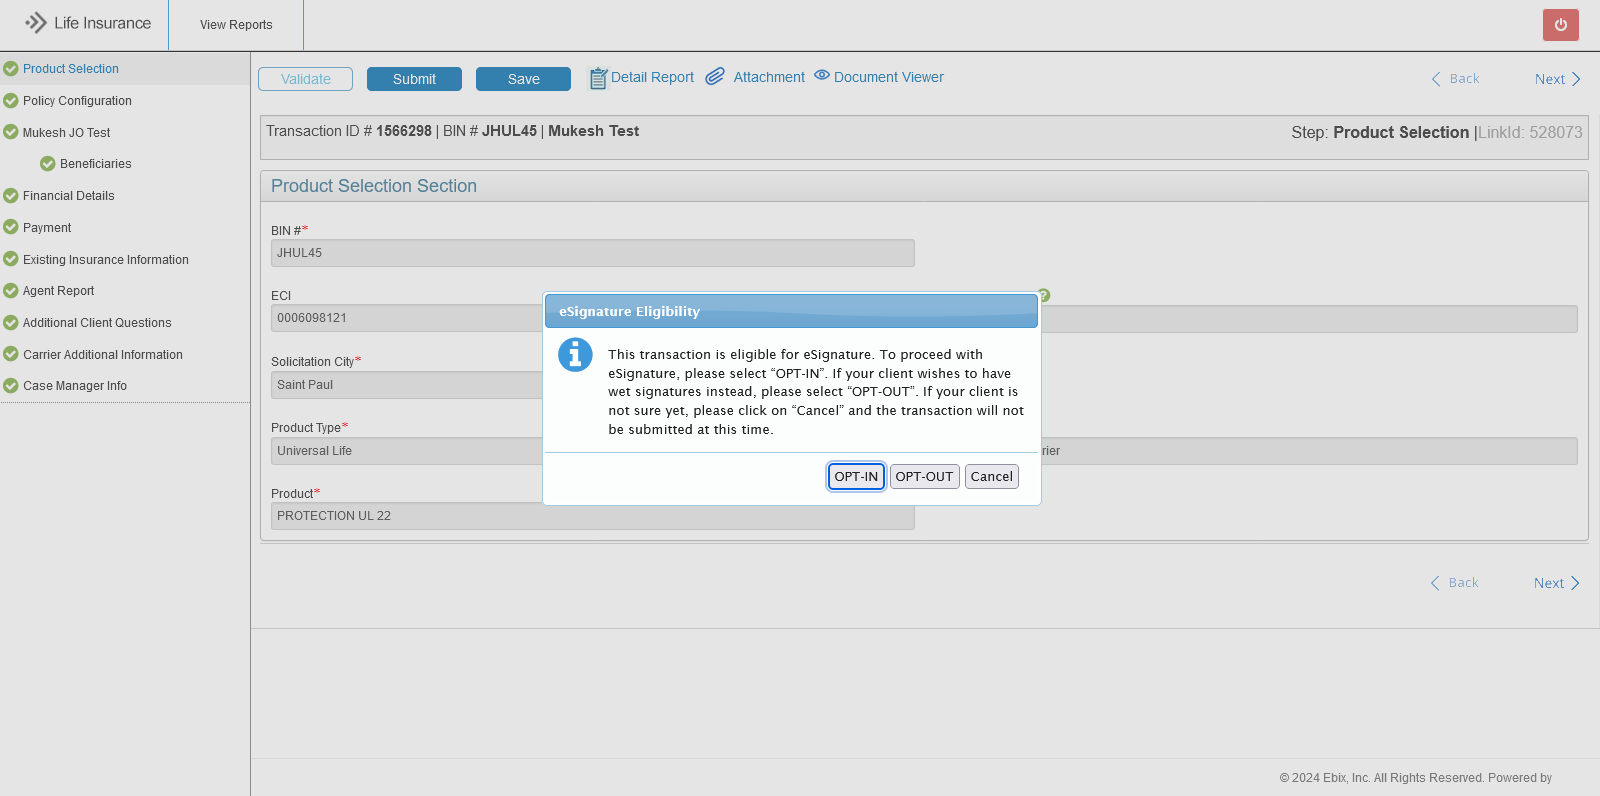 Life Insurance
View Reports
Product Selection
Policy Configuration
Mukesh JO Test
Beneficiaries
Financial Details
Payment
Existing Insurance Information
Agent Report
Additional Client Questions
Carrier Additional Information
Case Manager Info
Validate
Submit
Save
Detail Report
Attachment
Document Viewer
Back
Next
Transaction ID # 1566298 | BIN # JHUL45 | Mukesh Test
Step: Product Selection |LinkId: 528073
Product Selection Section
BIN #*
JHUL45
ECI
0006098121
Solicitation City*
Saint Paul
Product Type*
Universal Life
rier
Product*
PROTECTION UL 22
eSignature Eligibility
This transaction is eligible for eSignature. To proceed with
eSignature, please select “OPT-IN”. If your client wishes to have
wet signatures instead, please select “OPT-OUT”. If your client is
not sure yet, please click on “Cancel” and the transaction will not
be submitted at this time.
OPT-IN
OPT-OUT
Cancel
Back
Next
© 2024 Ebix, Inc. All Rights Reserved. Powered by